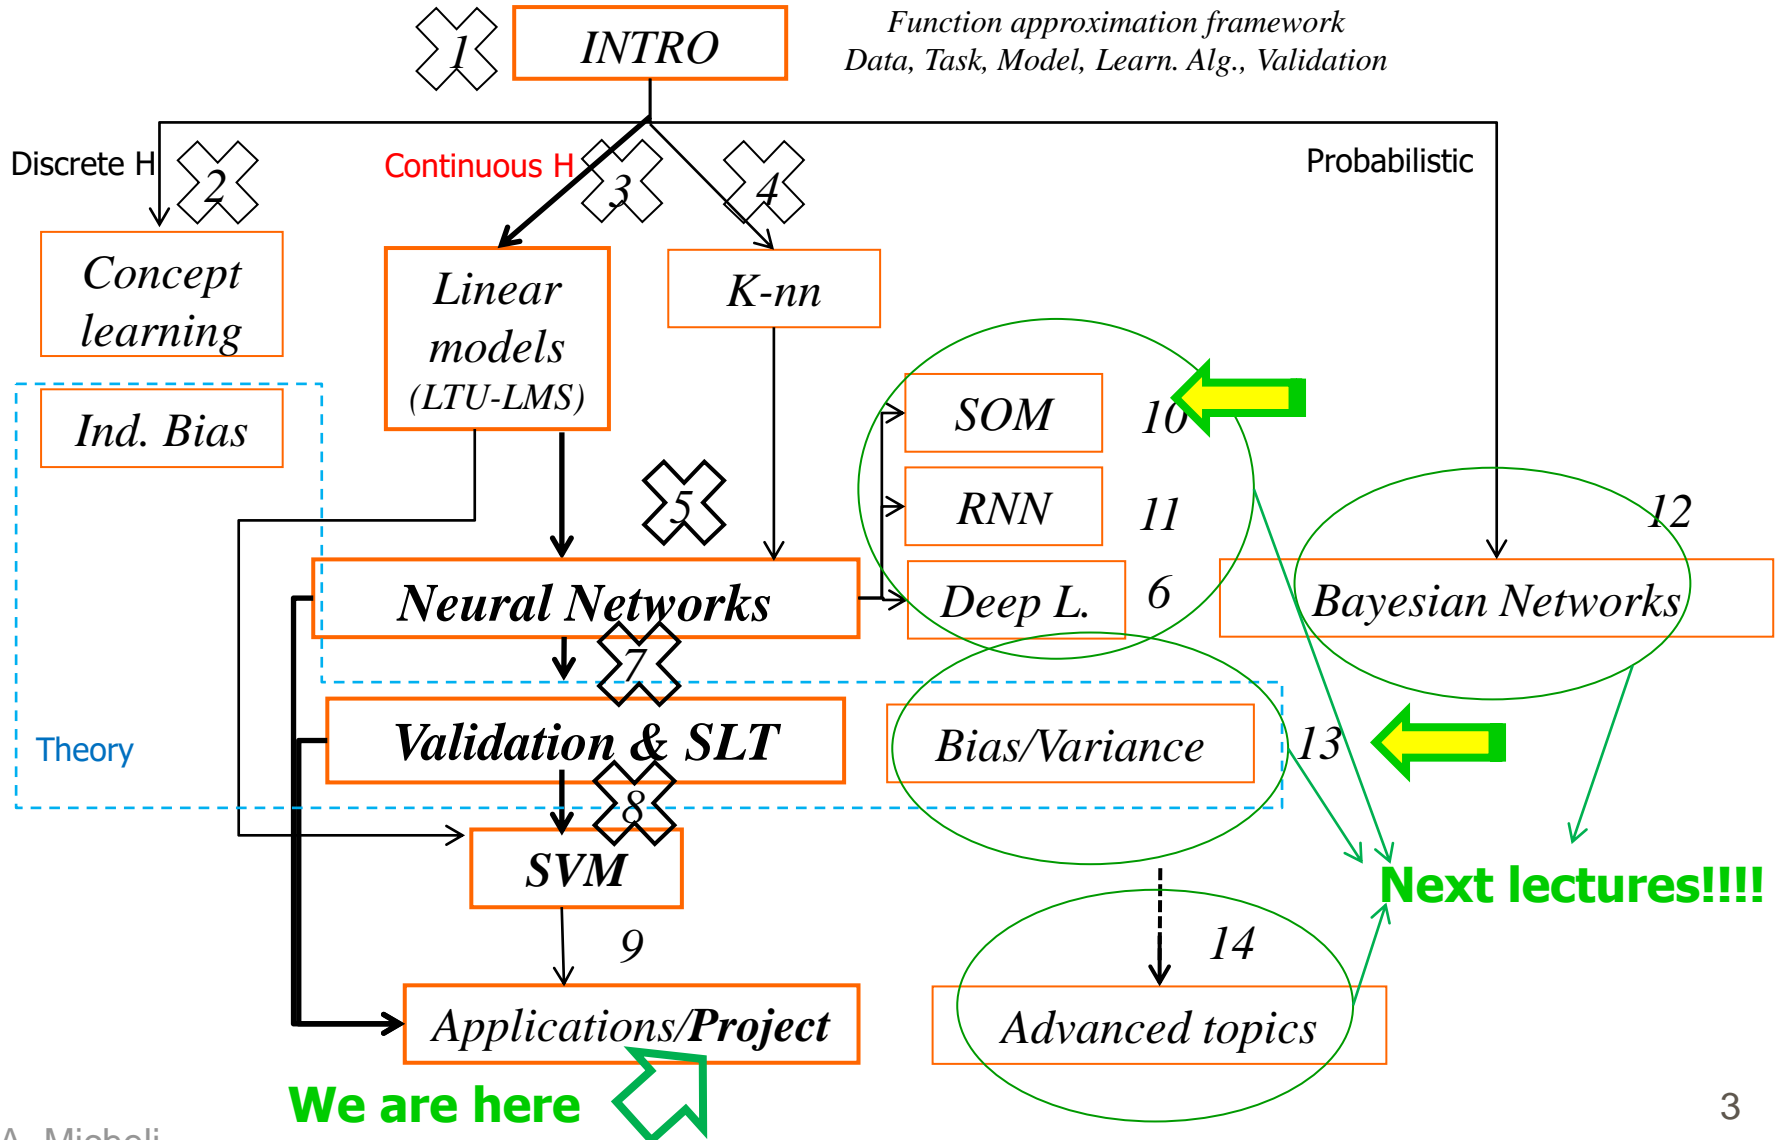 1
INTRO
Function approximation framework
Data, Task, Model, Learn. Alg., Validation
Discrete H
2
Continuous H
3
4
Probabilistic
Concept
learning
Linear
models
(LTU-LMS)
K-nn
Ind. Bias
SOM
10
5
RNN
11
12
Neural Networks
Deep L.
6
Bayesian Networks
7
Theory
Validation & SLT
Bias/Variance
13
8
SVM
Next lectures!!!!
9
14
Applications/Project
Advanced topics
We are here
3
A. Micheli